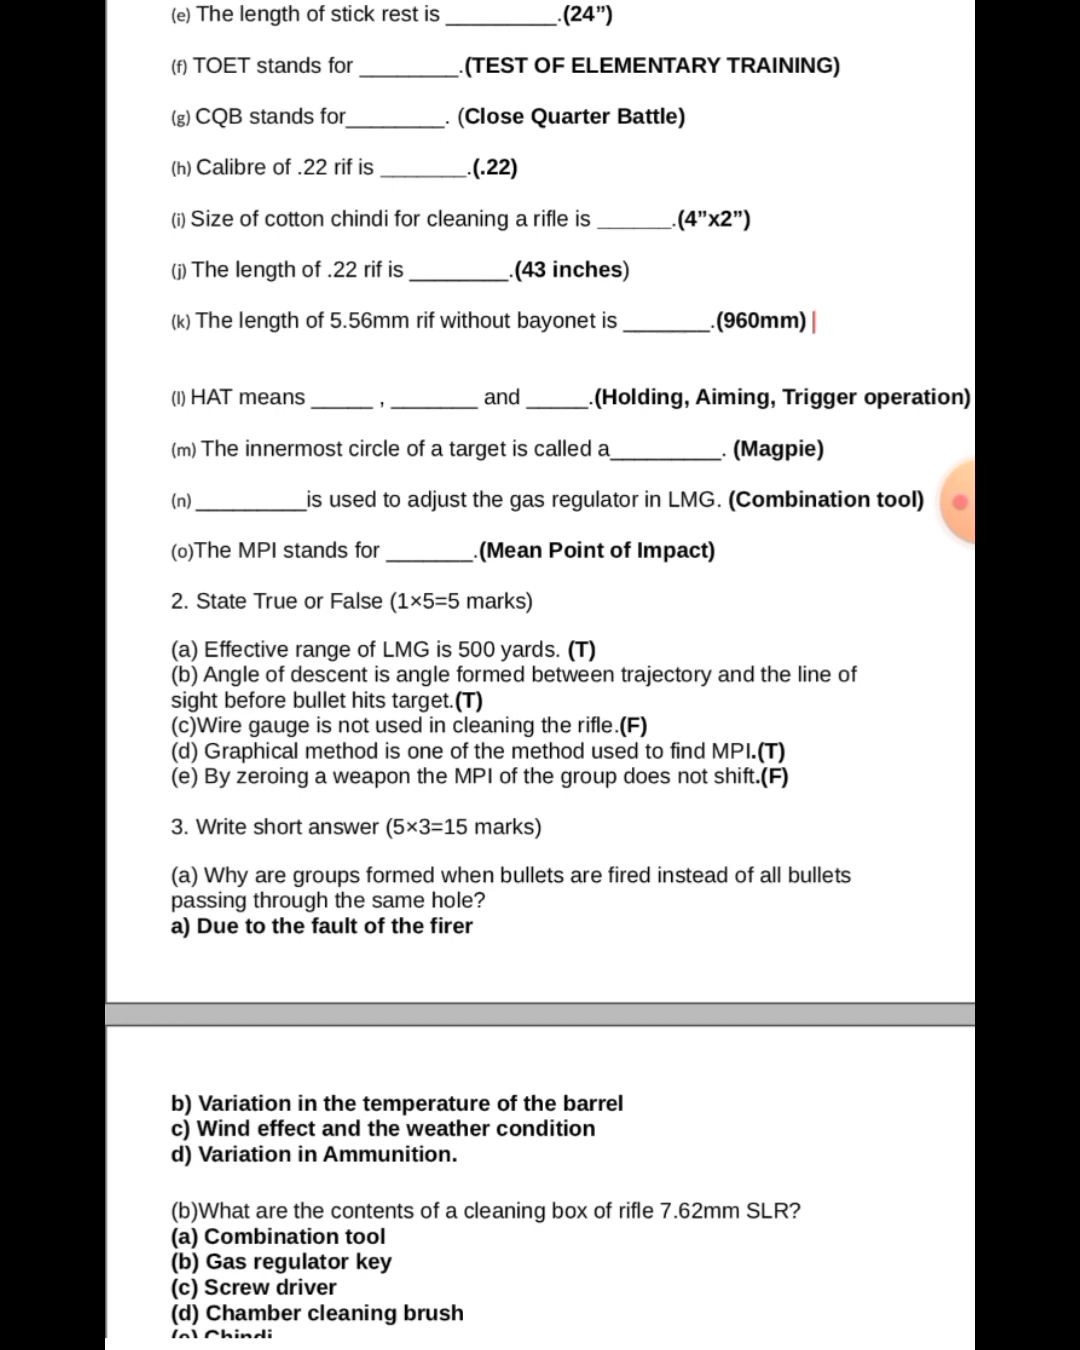 (e) The length of stick rest is _________.(24”)
(f) TOET stands for ________.(TEST OF ELEMENTARY TRAINING)
(g) CQB stands for________. (Close Quarter Battle)
(h) Calibre of .22 rif is _______.(.22)
(i) Size of cotton chindi for cleaning a rifle is ______.(4”x2”)
(j) The length of .22 rif is ________.(43 inches)
(k) The length of 5.56mm rif without bayonet is _______.(960mm)
(l) HAT means _____ , _______ and _____.(Holding, Aiming, Trigger operation)
(m) The innermost circle of a target is called a_________. (Magpie)
(n) _________is used to adjust the gas regulator in LMG. (Combination tool)
(o)The MPI stands for _______.(Mean Point of Impact)
2. State True or False (1×5=5 marks)
(a) Effective range of LMG is 500 yards. (T)
(b) Angle of descent is angle formed between trajectory and the line of
sight before bullet hits target.(T)
(c)Wire gauge is not used in cleaning the rifle.(F)
(d) Graphical method is one of the method used to find MPI.(T)
(e) By zeroing a weapon the MPI of the group does not shift.(F)
3. Write short answer (5×3=15 marks)
(a) Why are groups formed when bullets are fired instead of all bullets
passing through the same hole?
a) Due to the fault of the firer
b) Variation in the temperature of the barrel
c) Wind effect and the weather condition
d) Variation in Ammunition.
(b)What are the contents of a cleaning box of rifle 7.62mm SLR?
(a) Combination tool
(b) Gas regulator key
(c) Screw driver
(d) Chamber cleaning brush
(e) Chindi